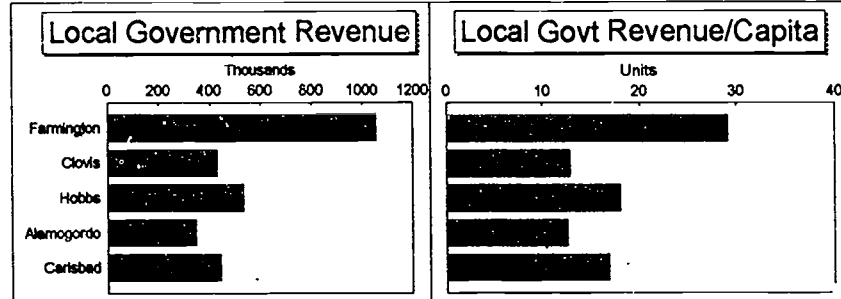 Local Government Revenue
Thousands
0 200 400 600 800 1000 1200
Farmington
Clovis
Hobbs
Alamogordo
Carlsbad
Local Govt Revenue/Capita
Units
0 10 20 30 40